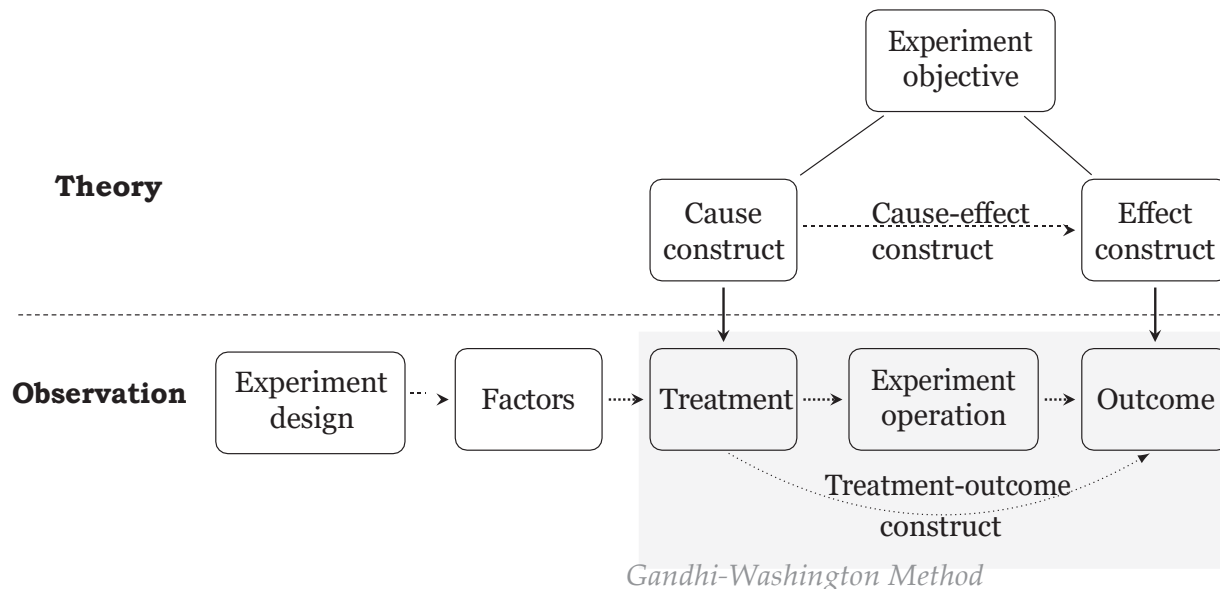 Experiment
objective
Theory
Cause
construct
Cause-effect
construct
Effect
construct
Observation
Experiment
design
Factors
Treatment
Experiment
operation
Outcome
Treatment-outcome
construct
Gandhi-Washington Method